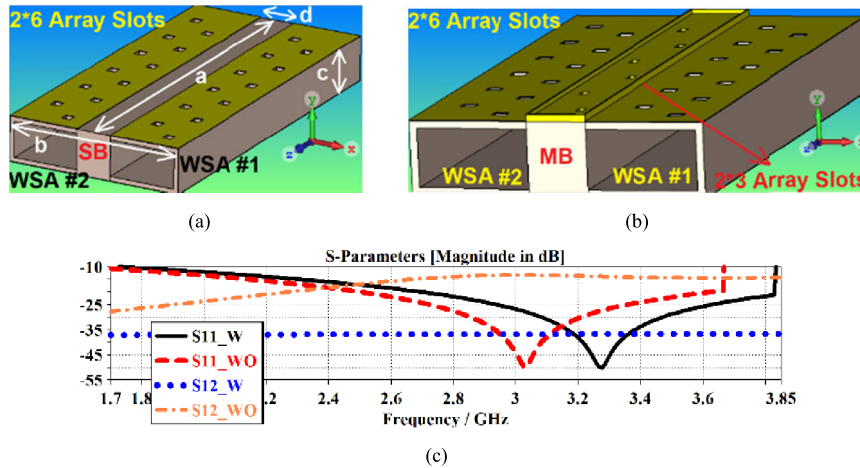 2*6 Array Slots
d
a
c
b
SB
WSA #1
WSA #2
y
x
z
(a)
2*6 Array Slots
MB
WSA #2
WSA #1
2*3 Array Slots
y
x
z
(b)
S-Parameters [Magnitude in dB]
-10
-25
-35
-45
-55
S11_W
S11_WO
S12_W
S12_WO
1.7 1.8 2.4 2.6 2.8 3 3.2 3.4 3.6 3.85
Frequency / GHz
(c)